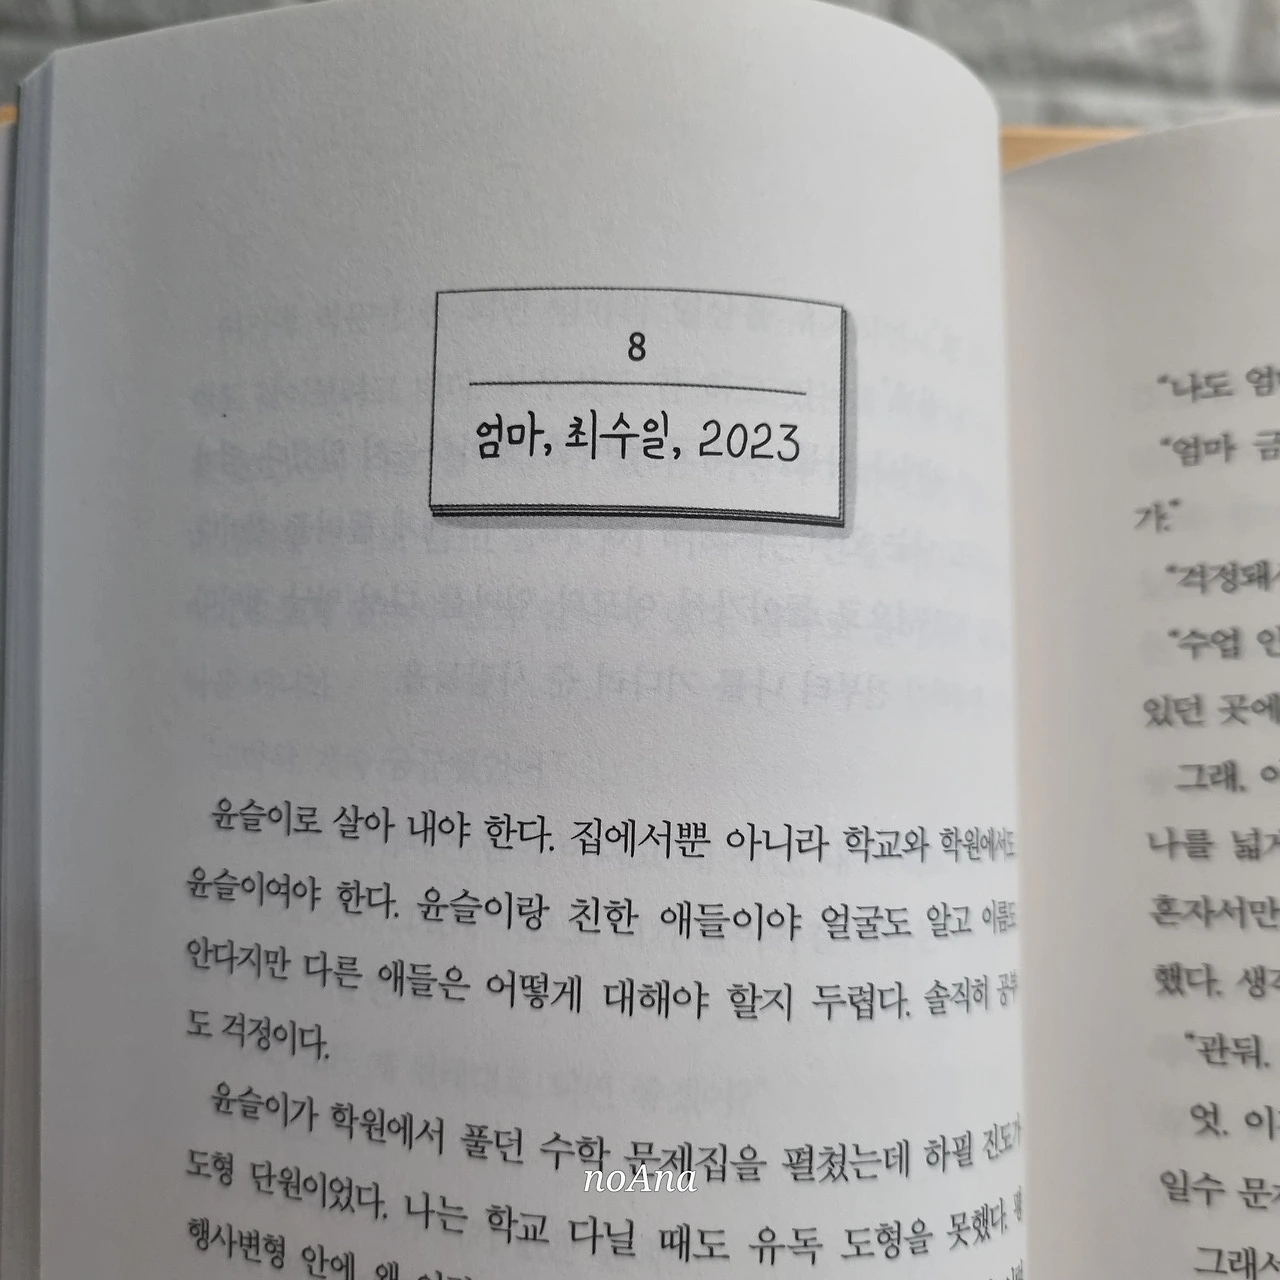 8
엄마, 최수일, 2023
윤슬이로 살아 내야 한다. 집에서뿐 아니라 학교와 학원에서도
윤슬이여야 한다. 윤슬이랑 친한 애들이야 얼굴도 알고 이름도
안다지만 다른 애들은 어떻게 대해야 할지 두렵다. 솔직히 공부
도 걱정이다.
윤슬이가 학원에서 풀던 수학 문제집을 펼쳤는데 하필 진도가
도형 단원이었다. 나는 학교 다닐 때도 유독 도형을 못했다. 평
행사변형 안에 왜
noAna
"나도
"엄마
가."
"걱정돼서
"수업
있던 곳에
그래.
나를
혼자서만
했다.
"관둬.
엇.
일수
그래서